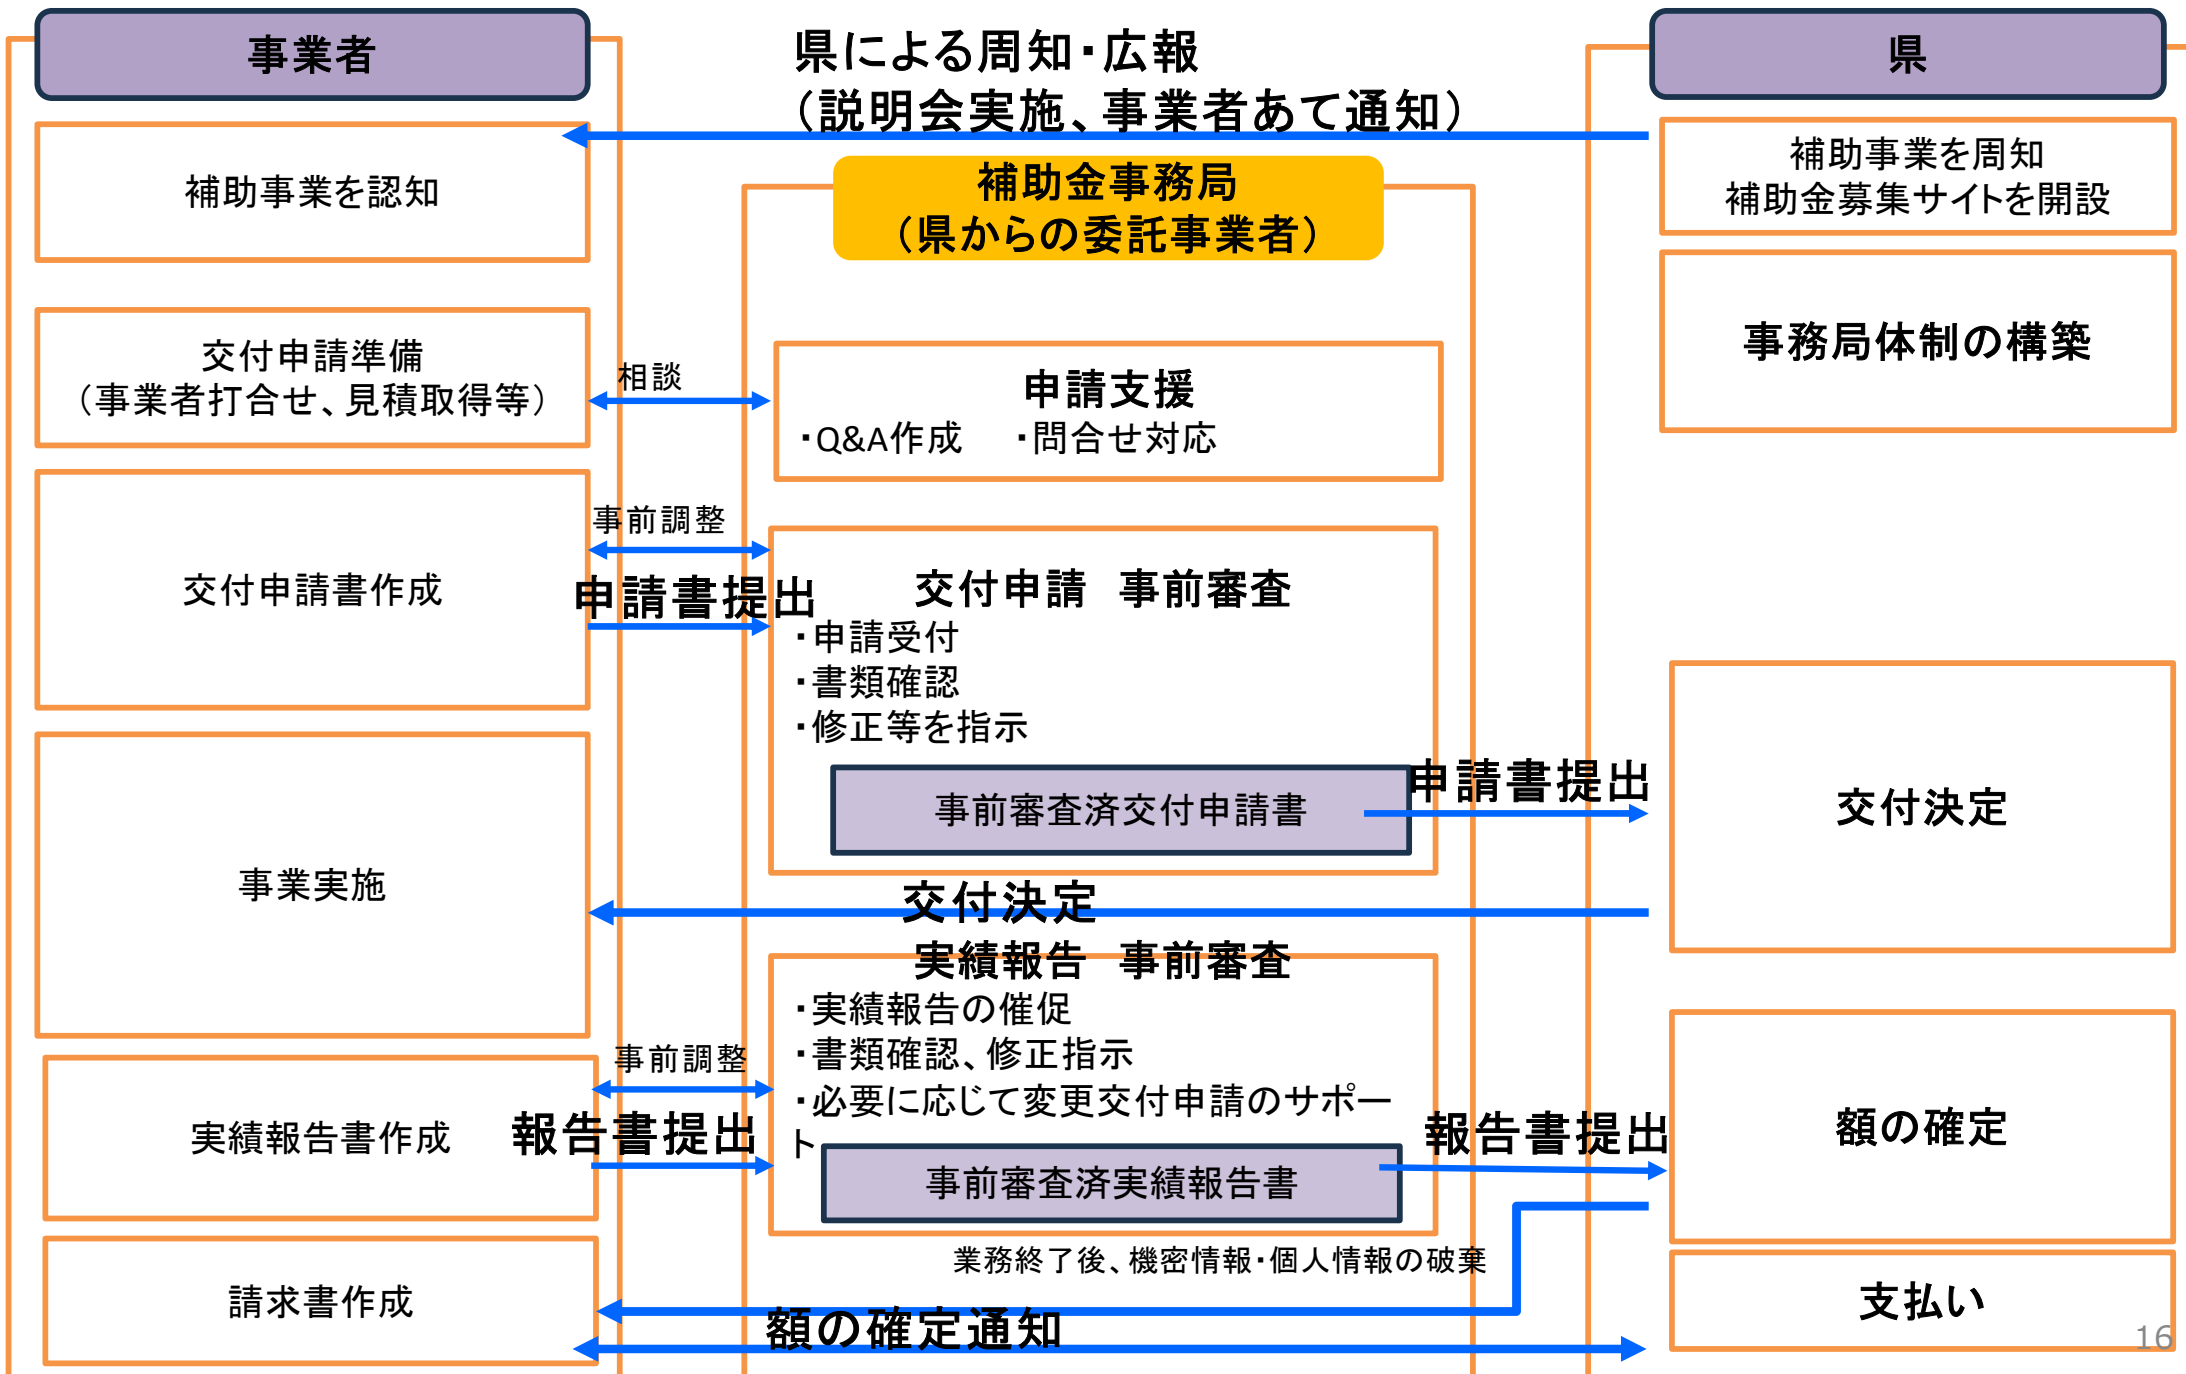 事業者
県による周知・広報
（説明会実施、事業者あて通知）
県
補助事業を認知
補助事業を周知
補助金募集サイトを開設
補助金事務局
（県からの委託事業者）
事務局体制の構築
交付申請準備
（事業者打合せ、見積取得等）
相談
申請支援
・Q&A作成　・問合せ対応
事前調整
交付申請書作成
申請書提出
交付申請　事前審査
・申請受付
・書類確認
・修正等を指示
事前審査済交付申請書
申請書提出
交付決定
事業実施
交付決定
実績報告　事前審査
・実績報告の催促
・書類確認、修正指示
・必要に応じて変更交付申請のサポー
ト
事前調整
実績報告書作成
報告書提出
事前審査済実績報告書
報告書提出
額の確定
業務終了後、機密情報・個人情報の破棄
請求書作成
額の確定通知
支払い
16